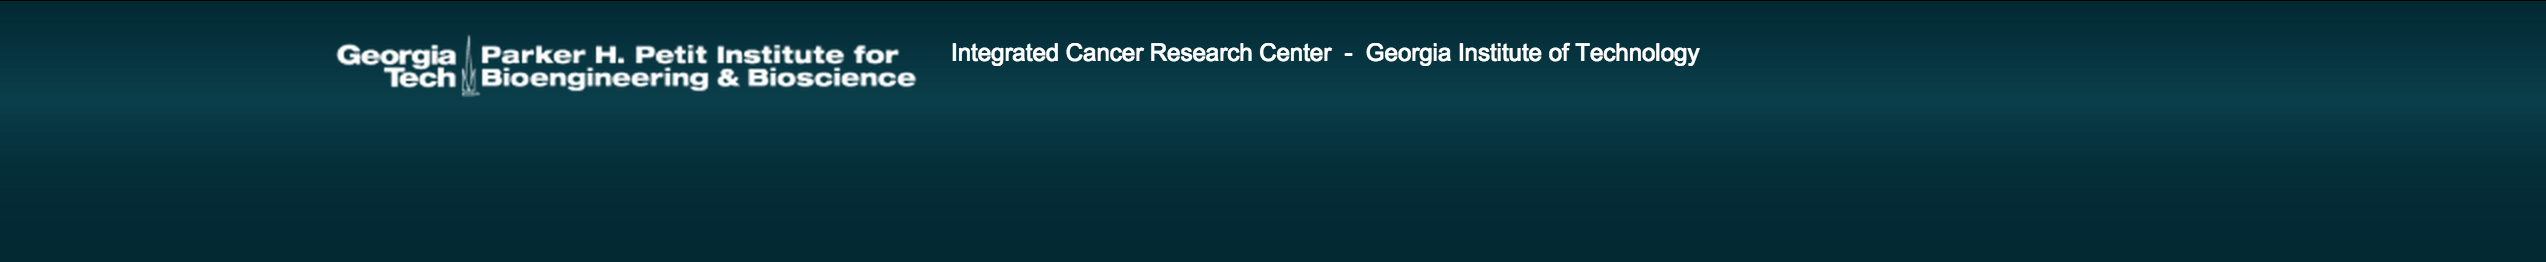 Georgia Tech
Parker H. Petit Institute for
Bioengineering & Bioscience
Integrated Cancer Research Center - Georgia Institute of Technology